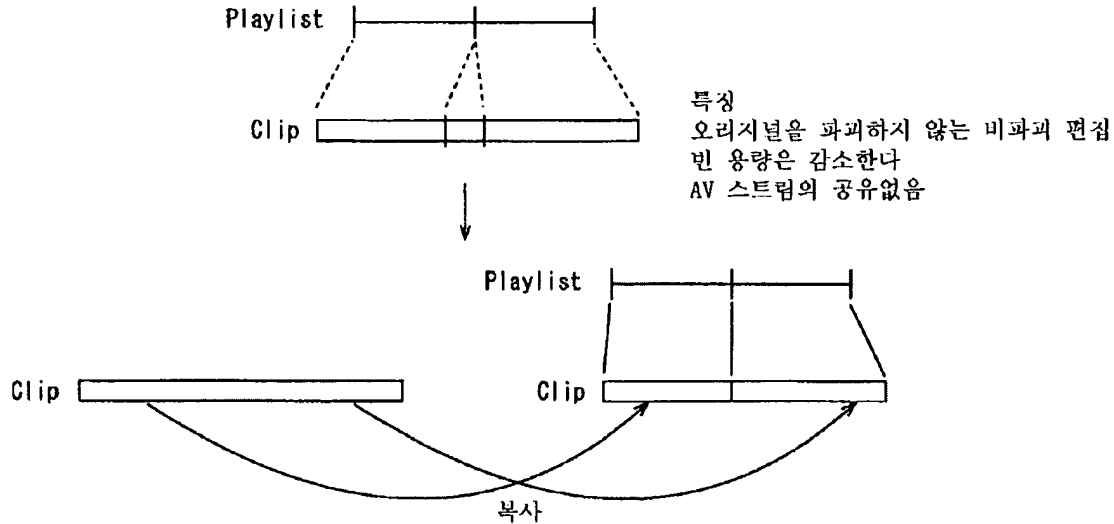 Playlist
Clip
특징
오리지널을 파괴하지 않는 비파괴 편집
빈 용량은 감소한다
AV 스트림의 공유없음
Playlist
Clip
Clip
복사